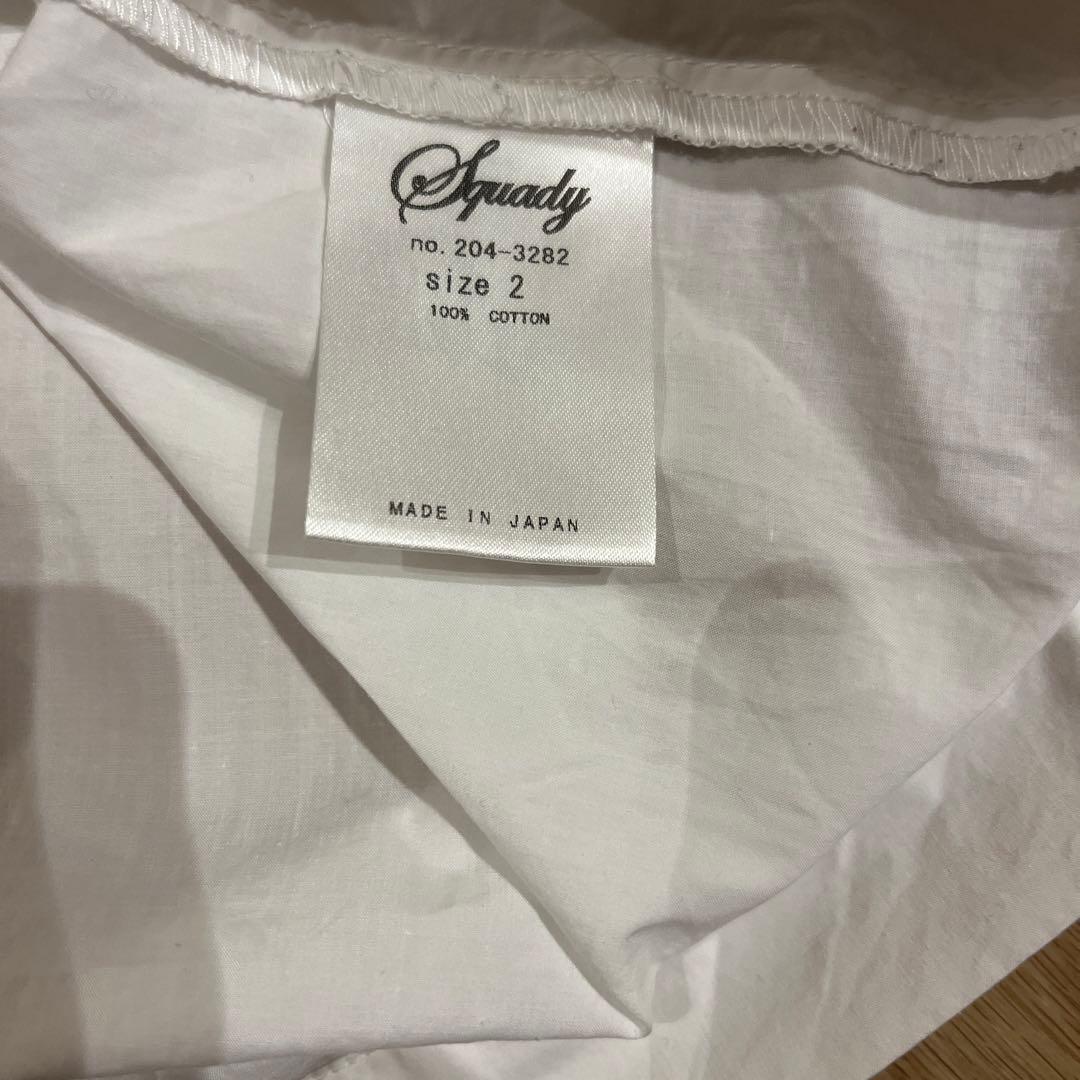 Squady
no. 204-3282
size 2
100% COTTON
MADE IN JAPAN